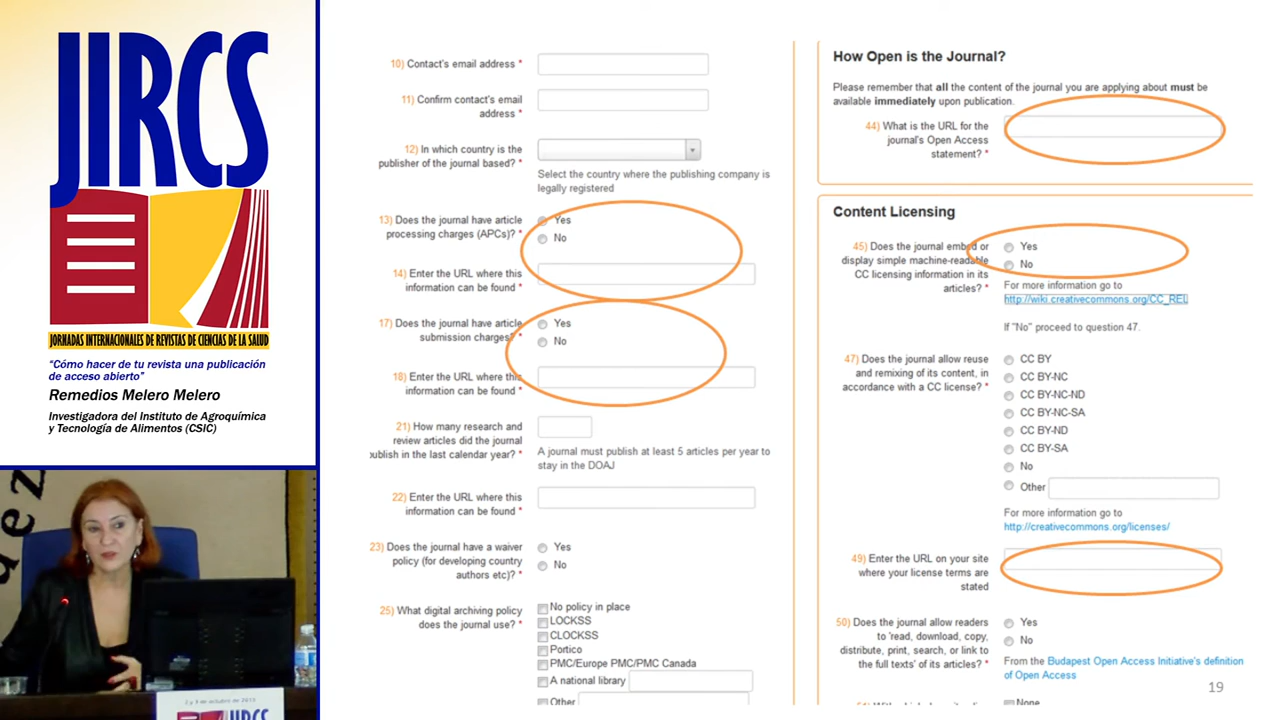 JIRCS
JORNADAS INTERNACIONALES DE REVISTAS DE CIENCIAS DE LA SALUD
“Cómo hacer de tu revista una publicación
de acceso abierto”
Remedios Melero Melero
Investigadora del Instituto de Agroquímica
y Tecnología de Alimentos (CSIC)
10) Contact's email address *
11) Confirm contact's email
address *
12) In which country is the
publisher of the journal based? *
Select the country where the publishing company is
legally registered
13) Does the journal have article
processing charges (APCs)? *
Yes
No
14) Enter the URL where this
information can be found *
17) Does the journal have article
submission charges? *
Yes
No
18) Enter the URL where this
information can be found *
21) How many research and
review articles did the journal
publish in the last calendar year? *
A journal must publish at least 5 articles per year to
stay in the DOAJ
22) Enter the URL where this
information can be found *
23) Does the journal have a waiver
policy (for developing country
authors etc)? *
Yes
No
25) What digital archiving policy
does the journal use? *
No policy in place
LOCKSS
CLOCKSS
Portico
PMC/Europe PMC/PMC Canada
A national library
Other
How Open is the Journal?
Please remember that all the content of the journal you are applying about must be
available immediately upon publication.
44) What is the URL for the
journal's Open Access
statement? *
Content Licensing
45) Does the journal embed or
display simple machine-readable
CC licensing information in its
articles? *
Yes
No
For more information go to
http://wiki.creativecommons.org/CC_REL
If "No" proceed to question 47.
47) Does the journal allow reuse
and remixing of its content, in
accordance with a CC license? *
CC BY
CC BY-NC
CC BY-NC-ND
CC BY-NC-SA
CC BY-ND
CC BY-SA
No
Other
For more information go to
http://creativecommons.org/licenses/
49) Enter the URL on your site
where your license terms are
stated
50) Does the journal allow readers
to 'read, download, copy,
distribute, print, search, or link to
the full texts' of its articles? *
Yes
No
From the Budapest Open Access Initiative's definition
of Open Access
None
19
JIRCS